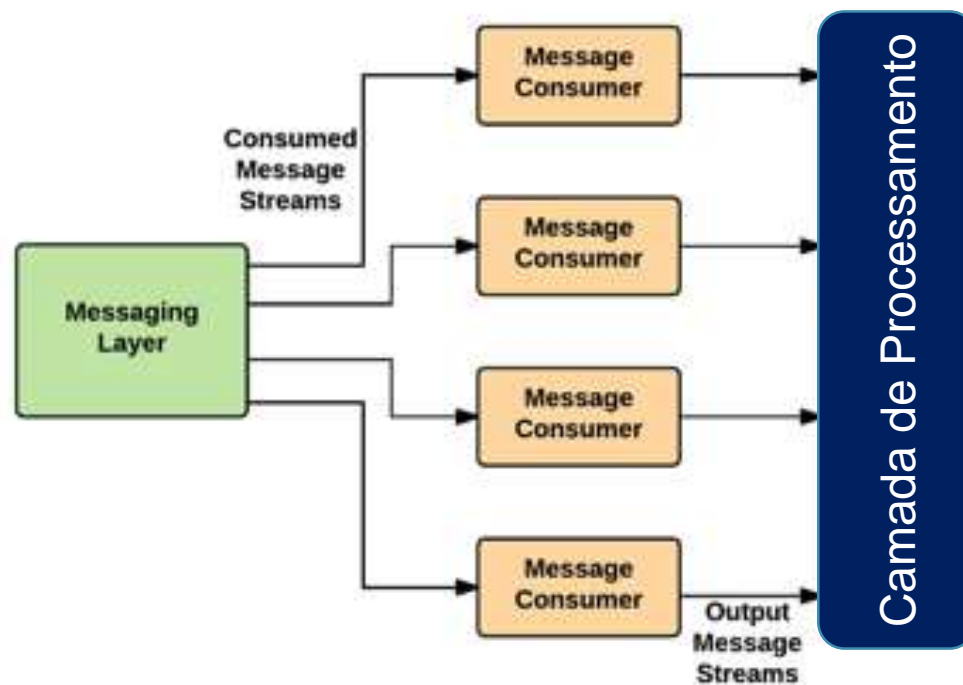 Message
Consumer
Consumed
Message
Streams
Message
Consumer
Messaging
Layer
Message
Consumer
Message
Consumer
Output
Message
Streams
Camada de Processamento